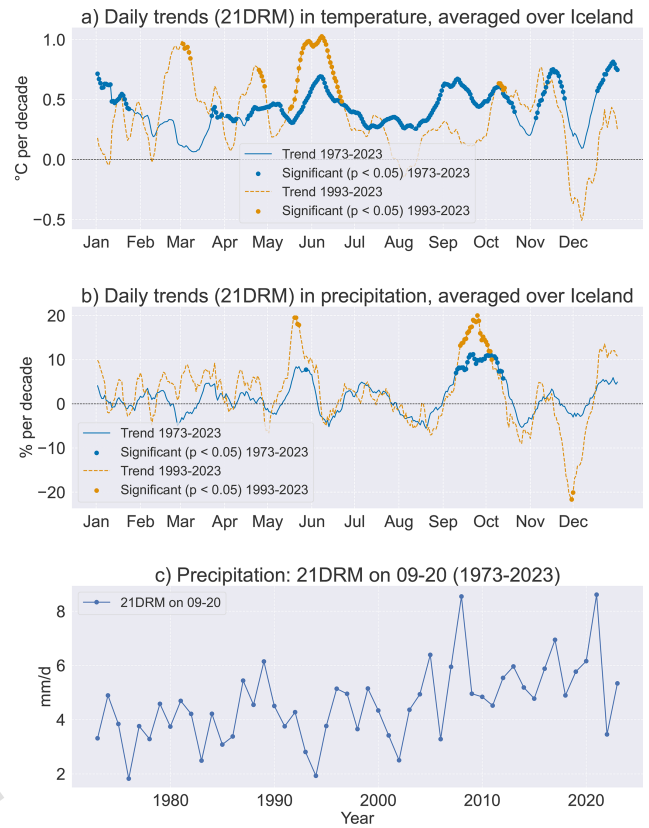 a) Daily trends (21DRM) in temperature, averaged over Iceland
1.0
0.5
0.0
−0.5
°C per decade
Trend 1973-2023
Significant (p < 0.05) 1973-2023
Trend 1993-2023
Significant (p < 0.05) 1993-2023
Jan Feb Mar Apr May Jun Jul Aug Sep Oct Nov Dec
b) Daily trends (21DRM) in precipitation, averaged over Iceland
20
10
0
−10
−20
% per decade
Trend 1973-2023
Significant (p < 0.05) 1973-2023
Trend 1993-2023
Significant (p < 0.05) 1993-2023
Jan Feb Mar Apr May Jun Jul Aug Sep Oct Nov Dec
c) Precipitation: 21DRM on 09-20 (1973-2023)
21DRM on 09-20
8
6
4
2
mm/d
1980 1990 2000 2010 2020
Year